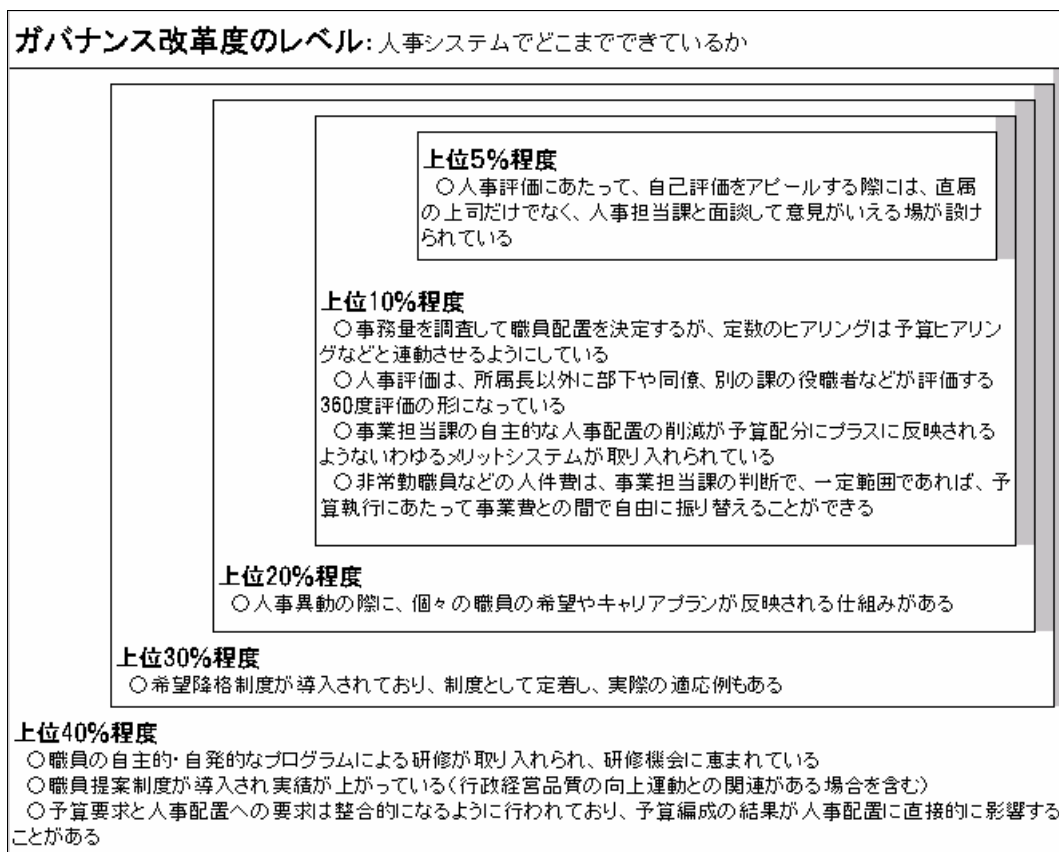 ガバナンス改革度のレベル：人事システムでどこまでできているか
上位5%程度
○人事評価にあたって、自己評価をアピールする際には、直属
の上司だけでなく、人事担当課と面談して意見がいえる場が設け
られている
上位10%程度
○事務量を調査して職員配置を決定するが、定数のヒアリングは予算ヒアリン
グなどと連動させるようにしている
○人事評価は、所属長以外に部下や同僚、別の課の役職者などが評価する
360度評価の形になっている
○事業担当課の自主的な人事配置の削減が予算配分にプラスに反映される
ようないわゆるメリットシステムが取り入れられている
○非常勤職員などの人件費は、事業担当課の判断で、一定範囲であれば、予
算執行にあたって事業費との間で自由に振り替えることができる
上位20%程度
○人事異動の際に、個々の職員の希望やキャリアプランが反映される仕組みがある
上位30%程度
○希望降格制度が導入されており、制度として定着し、実際の適応例もある
上位40%程度
○職員の自主的・自発的なプログラムによる研修が取り入れられ、研修機会に恵まれている
○職員提案制度が導入され実績が上がっている（行政経営品質の向上運動との関連がある場合を含む）
○予算要求と人事配置への要求は整合的になるように行われており、予算編成の結果が人事配置に直接的に影響する
ことがある